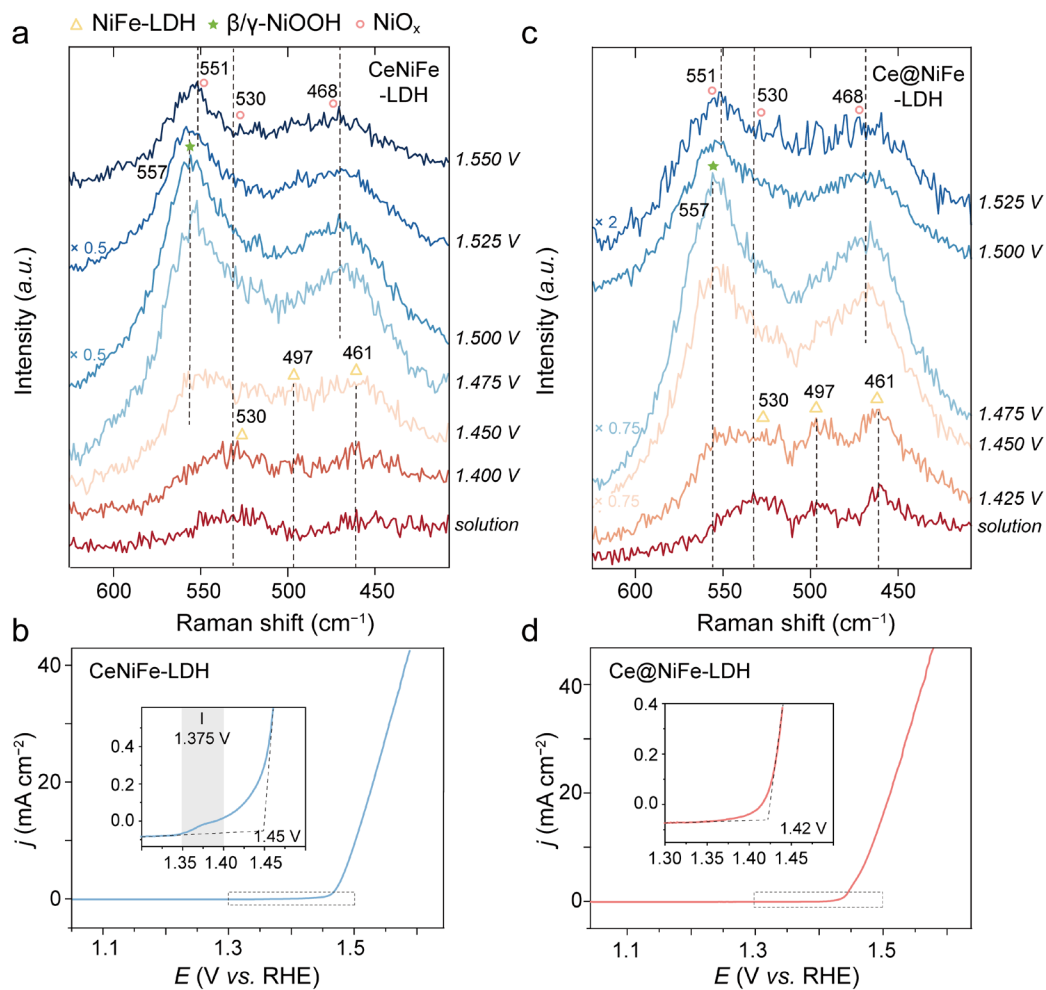 a
△ NiFe-LDH ★ β/γ-NiOOH ○ NiOₓ
CeNiFe
-LDH
551
530
468
557
1.550 V
1.525 V
× 0.5
1.500 V
× 0.5
1.475 V
497
461
530
1.450 V
1.400 V
solution
Intensity (a.u.)
600
550
500
450
Raman shift (cm⁻¹)
c
Ce@NiFe
-LDH
551
530
468
557
1.525 V
× 2
1.500 V
497
461
530
1.475 V
× 0.75
1.450 V
× 0.75
1.425 V
solution
Intensity (a.u.)
600
550
500
450
Raman shift (cm⁻¹)
b
CeNiFe-LDH
40
20
0
j (mA cm⁻²)
I
1.375 V
0.4
0.2
0.0
1.45 V
1.35
1.40
1.45
1.1
1.3
1.5
E (V vs. RHE)
d
Ce@NiFe-LDH
40
20
0
j (mA cm⁻²)
0.4
0.2
0.0
1.42 V
1.30
1.35
1.40
1.45
1.1
1.3
1.5
E (V vs. RHE)